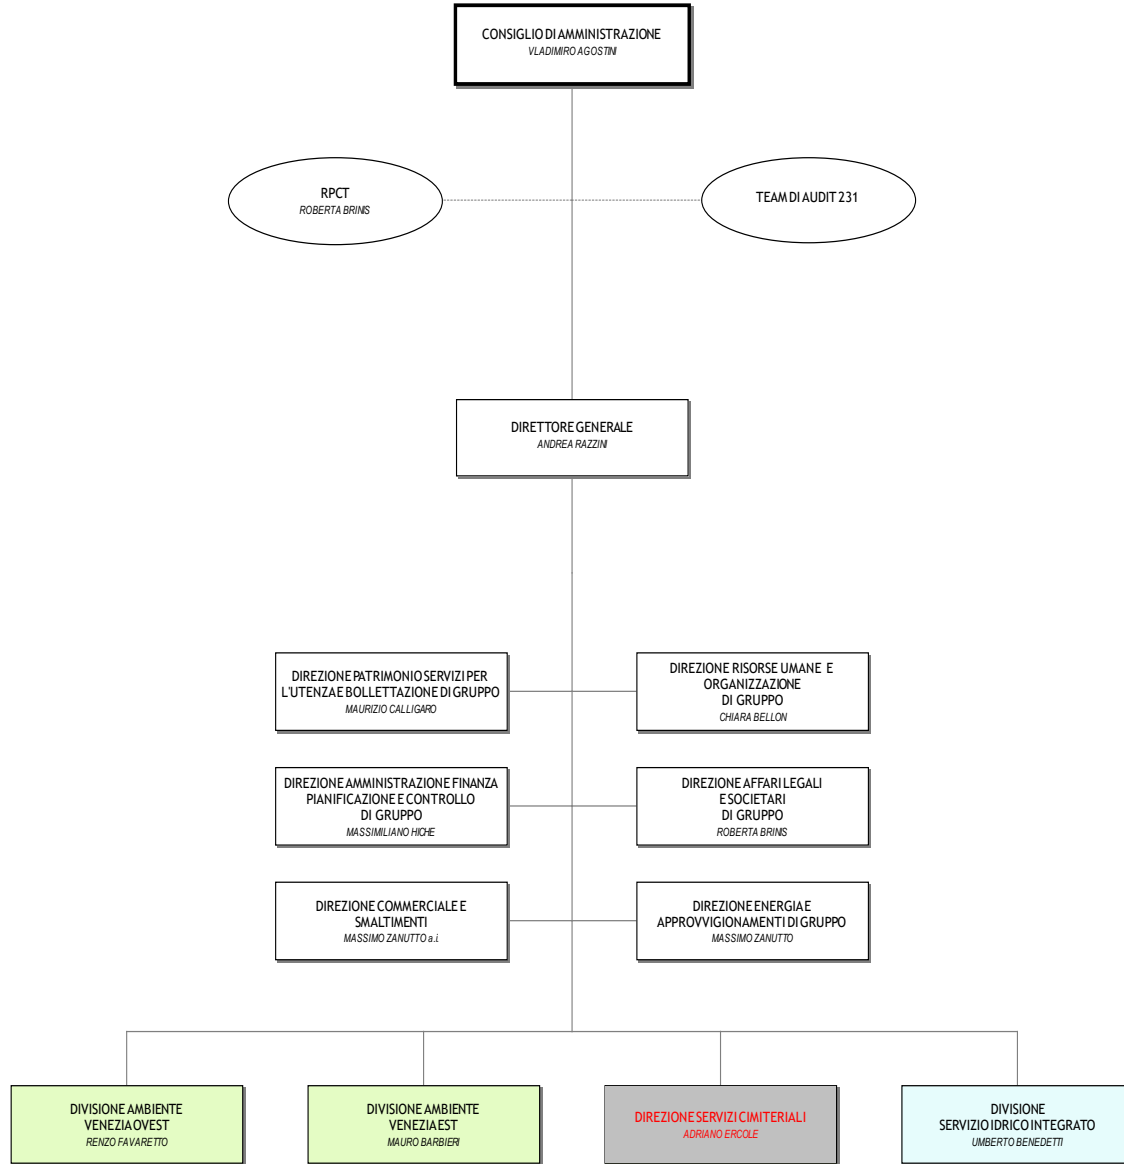 CONSIGLIO DI AMMINISTRAZIONE
VLADIMIRO AGOSTINI
RPCT
ROBERTA BRINIS
TEAM DI AUDIT 231
DIRETTORE GENERALE
ANDREA RAZZINI
DIREZIONE PATRIMONIO SERVIZI PER
L'UTENZA E BOLLETTAZIONE DI GRUPPO
MAURIZIO CALLIGARO
DIREZIONE RISORSE UMANE E
ORGANIZZAZIONE
DI GRUPPO
CHIARA BELLON
DIREZIONE AMMINISTRAZIONE FINANZA
PIANIFICAZIONE E CONTROLLO
DI GRUPPO
MASSIMILIANO HICHE
DIREZIONE AFFARI LEGALI
E SOCIETARI
DI GRUPPO
ROBERTA BRINIS
DIREZIONE COMMERCIALE E
SMALTIMENTI
MASSIMO ZANUTTO a.i.
DIREZIONE ENERGIA E
APPROVVIGIONAMENTI DI GRUPPO
MASSIMO ZANUTTO
DIVISIONE AMBIENTE
VENEZIA OVEST
RENZO FAVARETTO
DIVISIONE AMBIENTE
VENEZIA EST
MAURO BARBIERI
DIREZIONE SERVIZI CIMITERIALI
ADRIANO ERCOLE
DIVISIONE
SERVIZIO IDRICO INTEGRATO
UMBERTO BENEDETTI